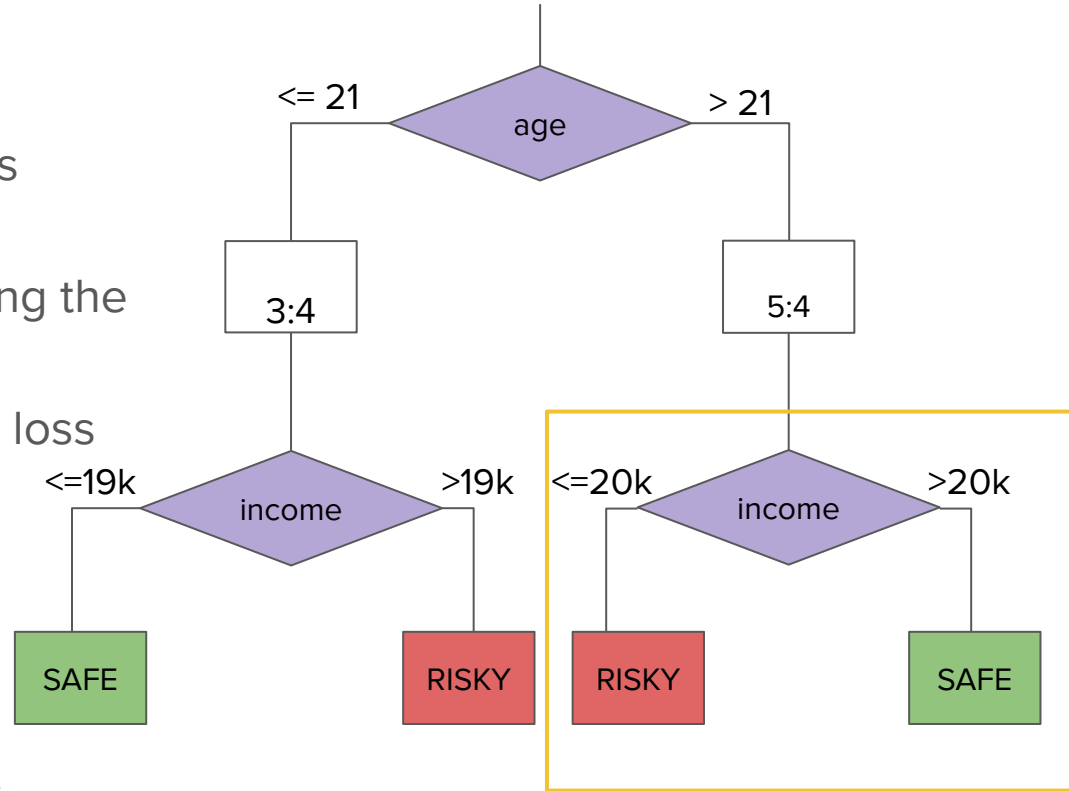 <= 21
> 21
age
s
3:4
5:4
ng the
loss
<=19k
>19k
<=20k
>20k
income
income
SAFE
RISKY
RISKY
SAFE